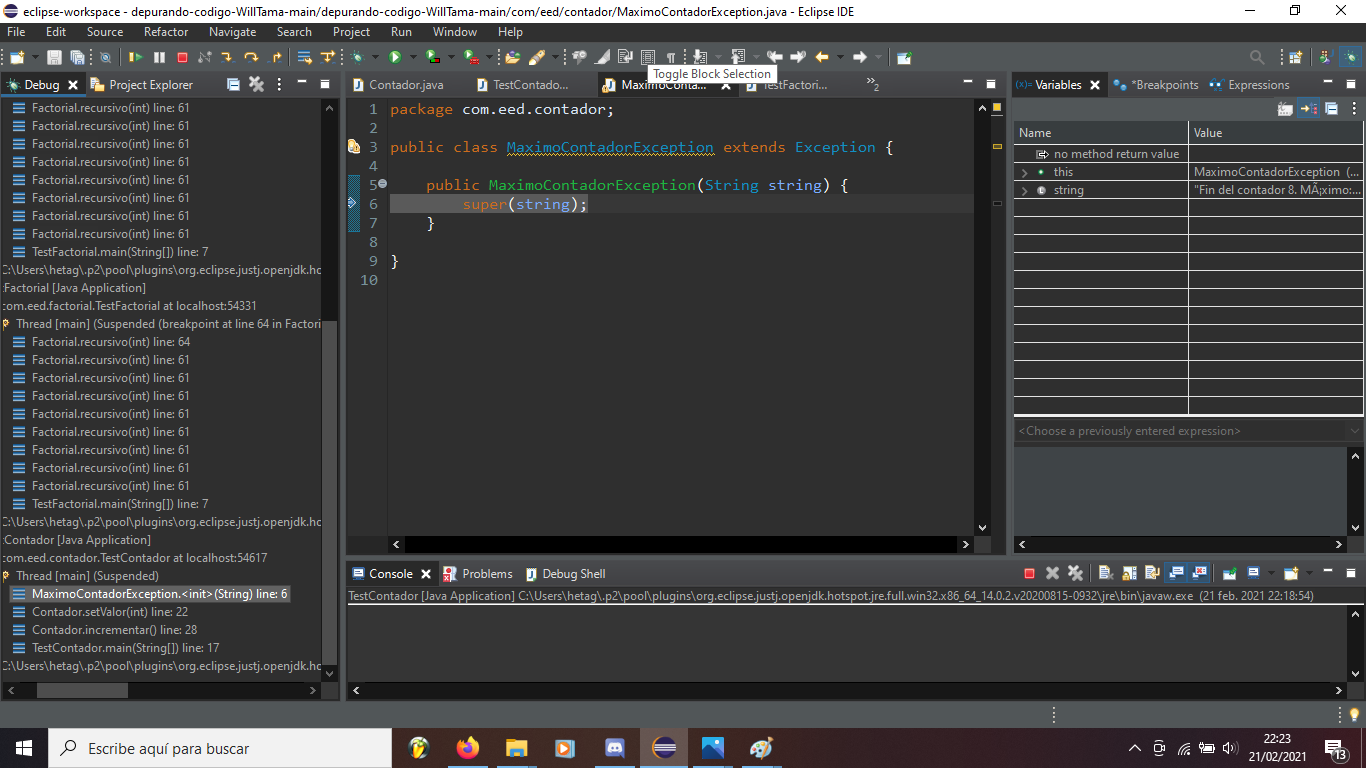 eclipse-workspace - depurando-codigo-WillTama-main/depurando-codigo-WillTama-main/com/eed/contador/MaximoContadorException.java - Eclipse IDE
File Edit Source Refactor Navigate Search Project Run Window Help
Toggle Block Selection
Debug Project Explorer
Factorial.recursivo(int) line: 61
Factorial.recursivo(int) line: 61
Factorial.recursivo(int) line: 61
Factorial.recursivo(int) line: 61
Factorial.recursivo(int) line: 61
Factorial.recursivo(int) line: 61
Factorial.recursivo(int) line: 61
Factorial.recursivo(int) line: 61
TestFactorial.main(String[]) line: 7
C:\Users\hetag\.p2\pool\plugins\org.eclipse.justj.openjdk.ho
:Factorial [Java Application]
:om.eed.factorial.TestFactorial at localhost:54331
Thread [main] (Suspended (breakpoint at line 64 in Factori
Factorial.recursivo(int) line: 64
Factorial.recursivo(int) line: 61
Factorial.recursivo(int) line: 61
Factorial.recursivo(int) line: 61
Factorial.recursivo(int) line: 61
Factorial.recursivo(int) line: 61
Factorial.recursivo(int) line: 61
Factorial.recursivo(int) line: 61
Factorial.recursivo(int) line: 61
TestFactorial.main(String[]) line: 7
C:\Users\hetag\.p2\pool\plugins\org.eclipse.justj.openjdk.ho
:Contador [Java Application]
:om.eed.contador.TestContador at localhost:54617
Thread [main] (Suspended)
MaximoContadorException.<init>(String) line: 6
Contador.setValor(int) line: 22
Contador.incrementar() line: 28
TestContador.main(String[]) line: 17
C:\Users\hetag\.p2\pool\plugins\org.eclipse.justj.openjdk.ho
Contador.java TestContado... MaximoConta... TestFactori... »2
1 package com.eed.contador;
2
3 public class MaximoContadorException extends Exception {
4
5 public MaximoContadorException(String string) {
6 super(string);
7 }
8
9 }
10
(x)= Variables *Breakpoints Expressions
Name Value
no method return value
this MaximoContadorException (...
string "Fin del contador 8. MÃ¡ximo:...
<Choose a previously entered expression>
Console Problems Debug Shell
TestContador [Java Application] C:\Users\hetag\.p2\pool\plugins\org.eclipse.justj.openjdk.hotspot.jre.full.win32.x86_64_14.0.2.v20200815-0932\jre\bin\javaw.exe (21 feb. 2021 22:18:54)
Escribe aquí para buscar
22:23
21/02/2021
13